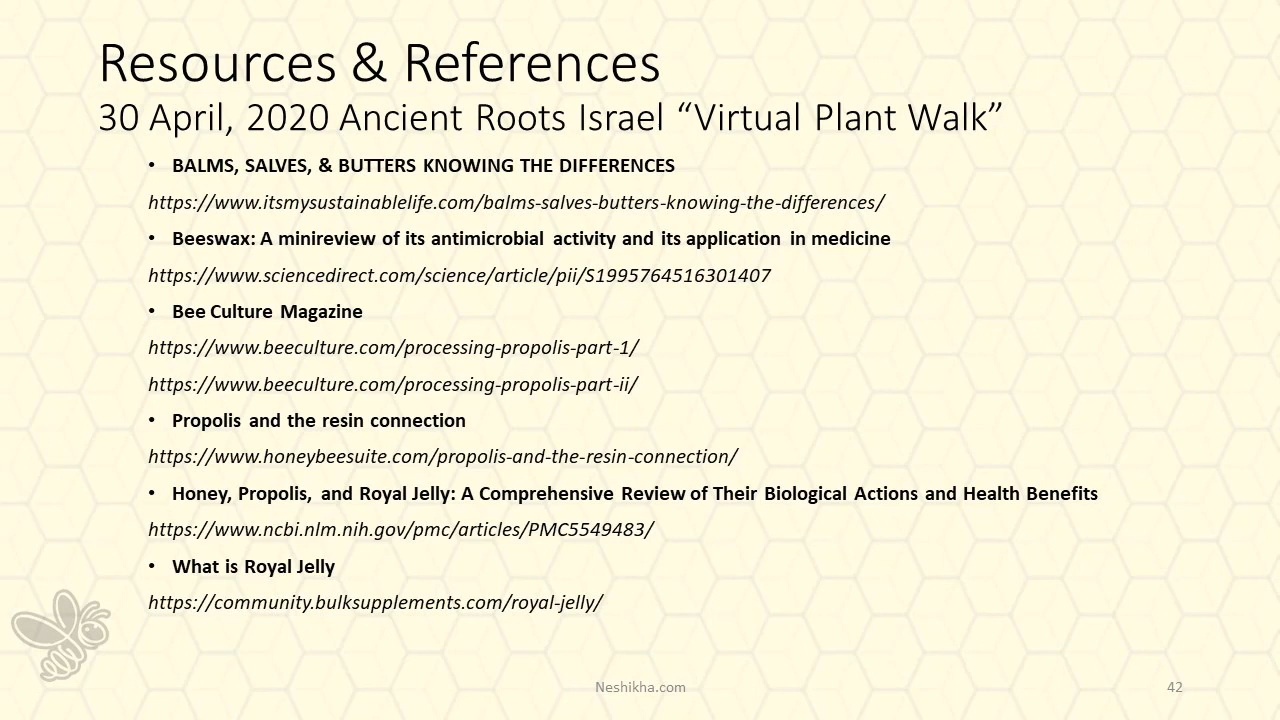 Resources & References
30 April, 2020 Ancient Roots Israel “Virtual Plant Walk”
• BALMS, SALVES, & BUTTERS KNOWING THE DIFFERENCES
https://www.itsmysustainablelife.com/balms-salves-butters-knowing-the-differences/
• Beeswax: A minireview of its antimicrobial activity and its application in medicine
https://www.sciencedirect.com/science/article/pii/S1995764516301407
• Bee Culture Magazine
https://www.beeculture.com/processing-propolis-part-1/
https://www.beeculture.com/processing-propolis-part-ii/
• Propolis and the resin connection
https://www.honeybeesuite.com/propolis-and-the-resin-connection/
• Honey, Propolis, and Royal Jelly: A Comprehensive Review of Their Biological Actions and Health Benefits
https://www.ncbi.nlm.nih.gov/pmc/articles/PMC5549483/
• What is Royal Jelly
https://community.bulksupplements.com/royal-jelly/
Neshikha.com
42